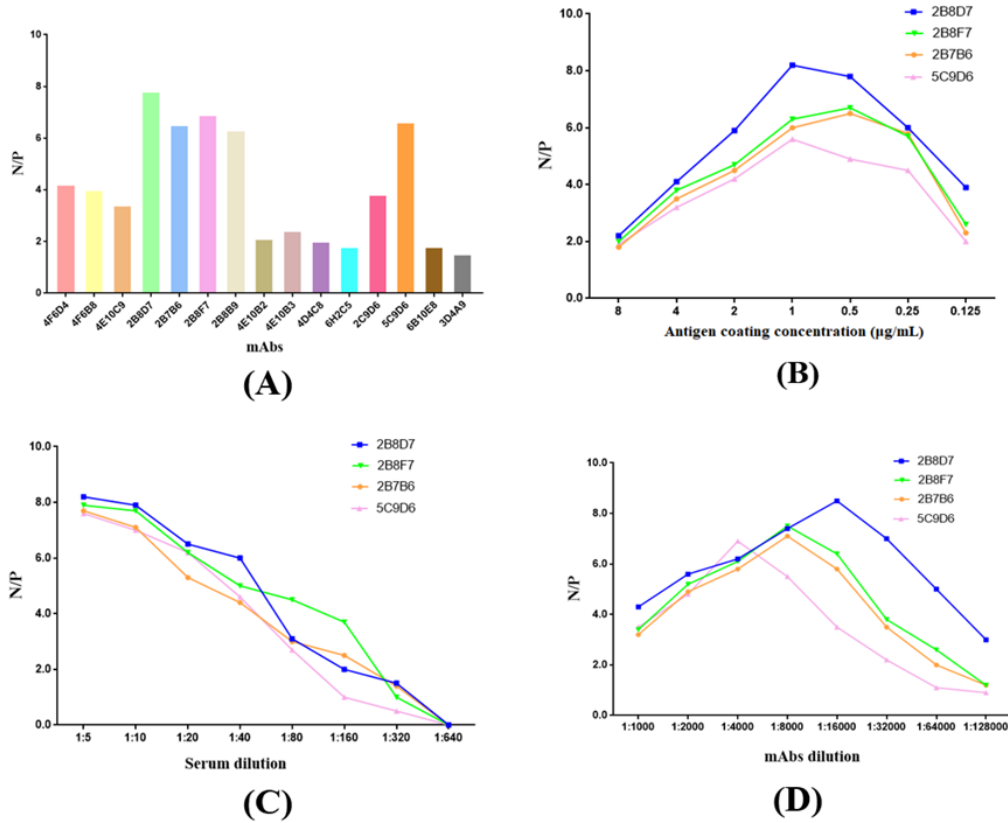 8
6
4
2
0
N/P
4F6D4
4F6B8
4E10C9
2B8D7
2B7B6
2B8F7
2B8B9
4E10B2
4E10B3
4D4C8
6H2C5
2C9D6
5C9D6
6B10E8
3D4A9
mAbs
(A)
10.0
8.0
6.0
4.0
2.0
0.0
N/P
2B8D7
2B8F7
2B7B6
5C9D6
8 4 2 1 0.5 0.25 0.125
Antigen coating concentration (μg/mL)
(B)
10.0
8.0
6.0
4.0
2.0
0.0
N/P
2B8D7
2B8F7
2B7B6
5C9D6
1:5 1:10 1:20 1:40 1:80 1:160 1:320 1:640
Serum dilution
(C)
10.0
8.0
6.0
4.0
2.0
0.0
N/P
2B8D7
2B8F7
2B7B6
5C9D6
1:1000 1:2000 1:4000 1:8000 1:16000 1:32000 1:64000 1:128000
mAbs dilution
(D)